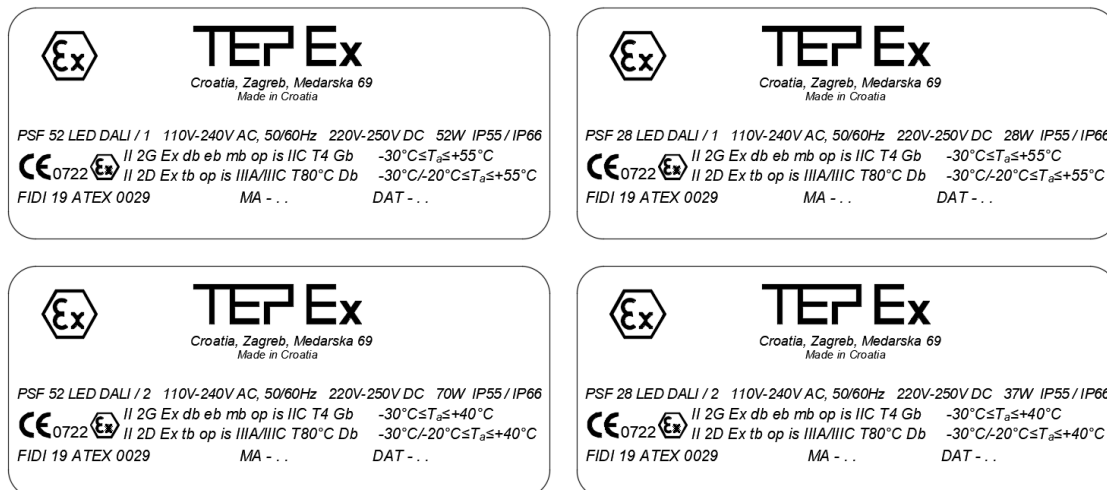 Ex TEP Ex
Croatia, Zagreb, Medarska 69
Made in Croatia
PSF 52 LED DALI / 1 110V-240V AC, 50/60Hz 220V-250V DC 52W IP55 / IP66
CE 0722 Ex II 2G Ex db eb mb op is IIC T4 Gb -30°C≤Ta≤+55°C
II 2D Ex tb op is IIIA/IIIC T80°C Db -30°C/-20°C≤Ta≤+55°C
FIDI 19 ATEX 0029 MA - . . DAT - . .
Ex TEP Ex
Croatia, Zagreb, Medarska 69
Made in Croatia
PSF 28 LED DALI / 1 110V-240V AC, 50/60Hz 220V-250V DC 28W IP55 / IP66
CE 0722 Ex II 2G Ex db eb mb op is IIC T4 Gb -30°C≤Ta≤+55°C
II 2D Ex tb op is IIIA/IIIC T80°C Db -30°C/-20°C≤Ta≤+55°C
FIDI 19 ATEX 0029 MA - . . DAT - . .
Ex TEP Ex
Croatia, Zagreb, Medarska 69
Made in Croatia
PSF 52 LED DALI / 2 110V-240V AC, 50/60Hz 220V-250V DC 70W IP55 / IP66
CE 0722 Ex II 2G Ex db eb mb op is IIC T4 Gb -30°C≤Ta≤+40°C
II 2D Ex tb op is IIIA/IIIC T80°C Db -30°C/-20°C≤Ta≤+40°C
FIDI 19 ATEX 0029 MA - . . DAT - . .
Ex TEP Ex
Croatia, Zagreb, Medarska 69
Made in Croatia
PSF 28 LED DALI / 2 110V-240V AC, 50/60Hz 220V-250V DC 37W IP55 / IP66
CE 0722 Ex II 2G Ex db eb mb op is IIC T4 Gb -30°C≤Ta≤+40°C
II 2D Ex tb op is IIIA/IIIC T80°C Db -30°C/-20°C≤Ta≤+40°C
FIDI 19 ATEX 0029 MA - . . DAT - . .